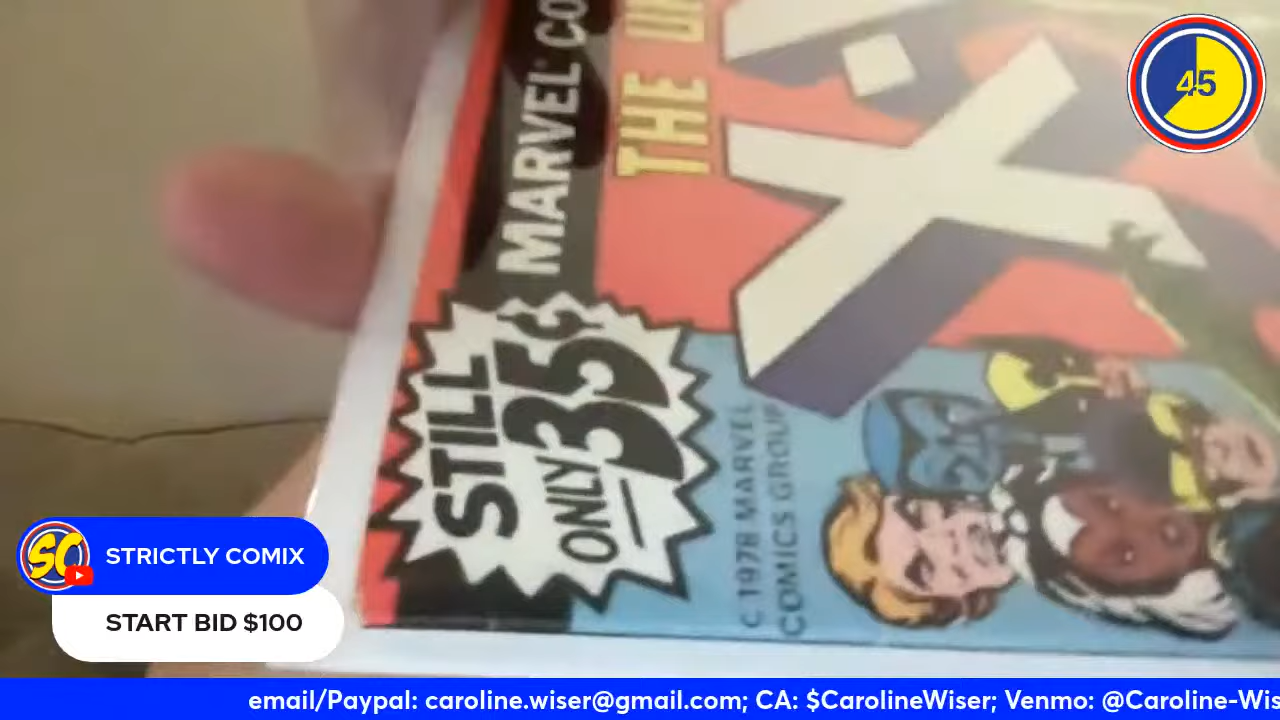 45
MARVEL CO
THE UN
X
STILL
ONLY 35¢
C 1978 MARVEL
COMICS GROUP
SC
STRICTLY COMIX
START BID $100
email/Paypal: caroline.wiser@gmail.com; CA: $CarolineWiser; Venmo: @Caroline-Wis